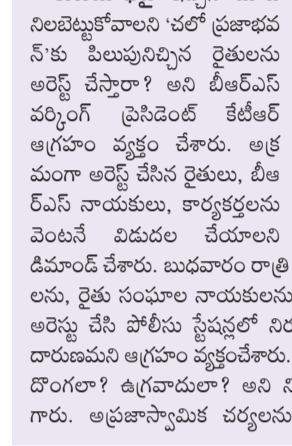 నిలబెట్టుకోవాలని ‘చలో ప్రజాభవ
న్’కు పిలుపునిచ్చిన రైతులను
అరెస్ట్ చేస్తారా? అని బీఆర్ఎస్
వర్కింగ్ ప్రెసిడెంట్ కేటీఆర్
ఆగ్రహం వ్యక్తం చేశారు. అక్ర
మంగా అరెస్ట్ చేసిన రైతులు, బీఆ
ర్ఎస్ నాయకులు, కార్యకర్తలను
వెంటనే విడుదల చేయాలని
డిమాండ్ చేశారు. బుధవారం రాత్రి
లను, రైతు సంఘాల నాయకులను
అరెస్టు చేసి పోలీసు స్టేషన్లలో నిర
దారుణమని ఆగ్రహం వ్యక్తంచేశారు.
దొంగలా? ఉగ్రవాదులా? అని ని
గారు. అప్రజాస్వామిక చర్యలను